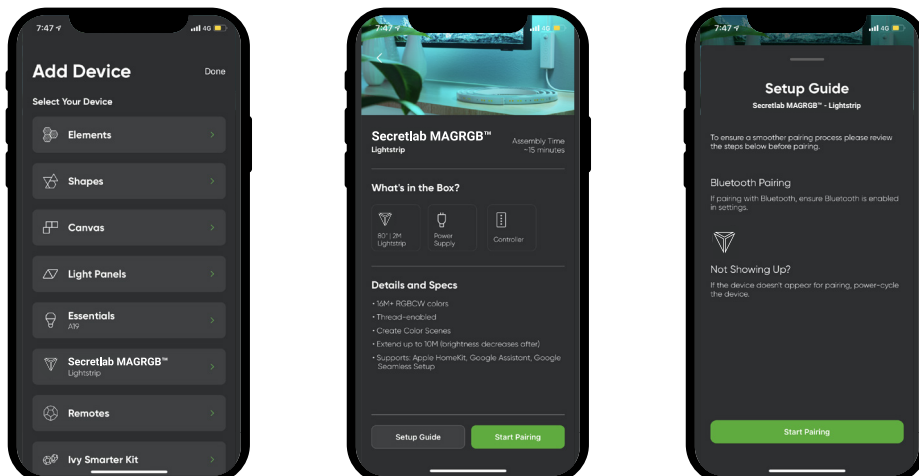 7:47
4G
Add Device
Done
Select Your Device
Elements
Shapes
Canvas
Light Panels
Essentials
A19
Secretlab MAGRGB™
Lightstrip
Remotes
Ivy Smarter Kit
7:47
4G
Secretlab MAGRGB™
Lightstrip
Assembly Time
~15 minutes
What's in the Box?
80" | 2M
Lightstrip
Power
Supply
Controller
Details and Specs
• 16M+ RGBCW colors
• Thread-enabled
• Create Color Scenes
• Extend up to 10M (brightness decreases after)
• Supports: Apple HomeKit, Google Assistant, Google
Seamless Setup
Setup Guide
Start Pairing
7:47
4G
Setup Guide
Secretlab MAGRGB™ - Lightstrip
To ensure a smoother pairing process please review
the steps below before pairing.
Bluetooth Pairing
If pairing with Bluetooth, ensure Bluetooth is enabled
in settings.
Not Showing Up?
If the device doesn't appear for pairing, power-cycle
the device.
Start Pairing